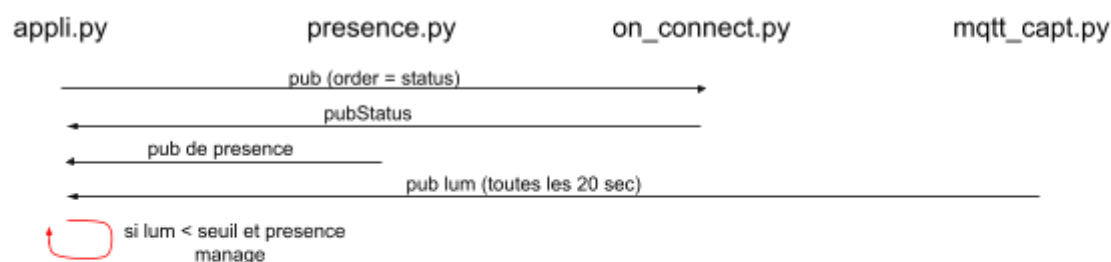 appli.py presence.py on_connect.py mqtt_capt.py
pub (order = status)
pubStatus
pub de presence
pub lum (toutes les 20 sec)
si lum < seuil et presence
manage